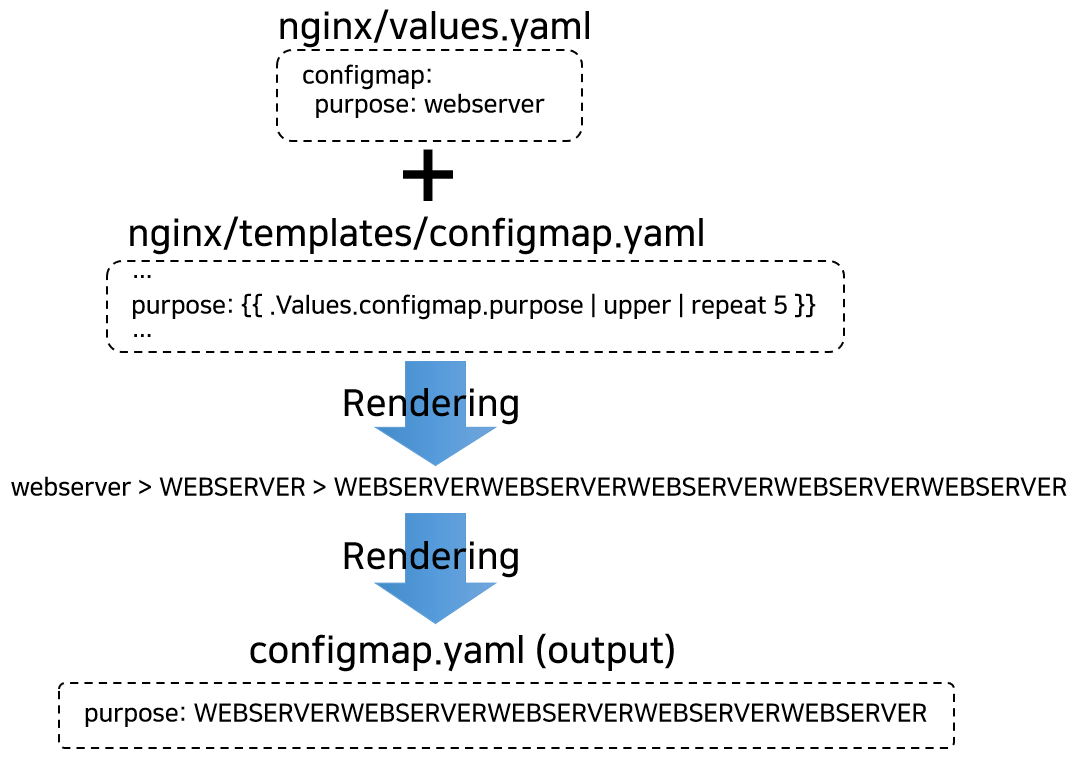 nginx/values.yaml
configmap:
purpose: webserver
+
nginx/templates/configmap.yaml
...
purpose: {{ .Values.configmap.purpose | upper | repeat 5 }}
...
Rendering
webserver > WEBSERVER > WEBSERVERWEBSERVERWEBSERVERWEBSERVERWEBSERVER
Rendering
configmap.yaml (output)
purpose: WEBSERVERWEBSERVERWEBSERVERWEBSERVERWEBSERVER